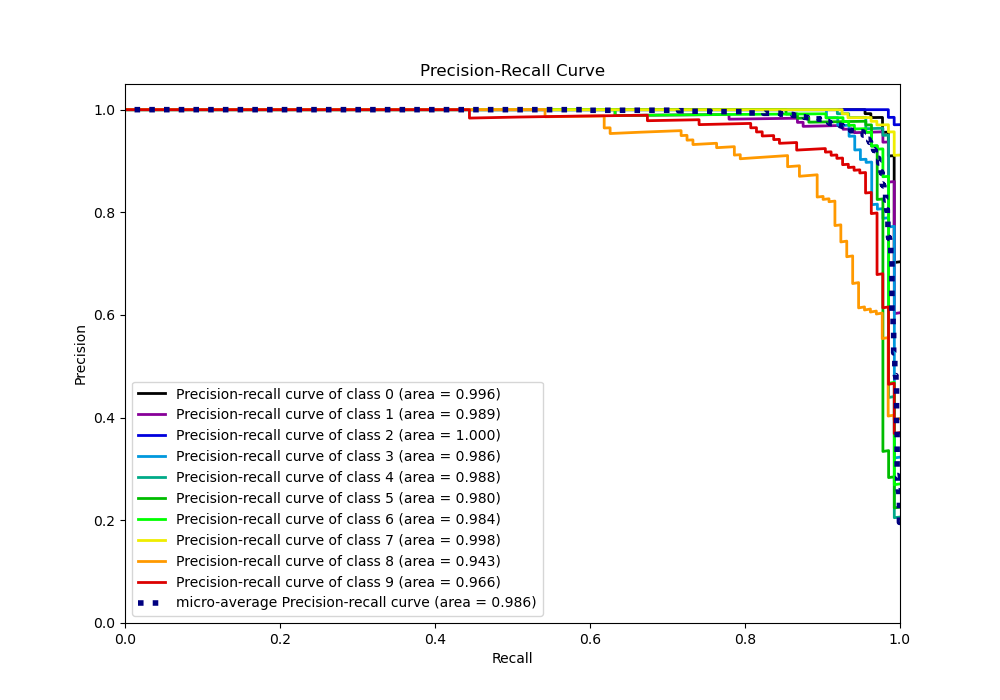 Precision-Recall Curve
1.0
0.8
0.6
0.4
0.2
0.0
Precision
Precision-recall curve of class 0 (area = 0.996)
Precision-recall curve of class 1 (area = 0.989)
Precision-recall curve of class 2 (area = 1.000)
Precision-recall curve of class 3 (area = 0.986)
Precision-recall curve of class 4 (area = 0.988)
Precision-recall curve of class 5 (area = 0.980)
Precision-recall curve of class 6 (area = 0.984)
Precision-recall curve of class 7 (area = 0.998)
Precision-recall curve of class 8 (area = 0.943)
Precision-recall curve of class 9 (area = 0.966)
micro-average Precision-recall curve (area = 0.986)
0.0 0.2 0.4 0.6 0.8 1.0
Recall